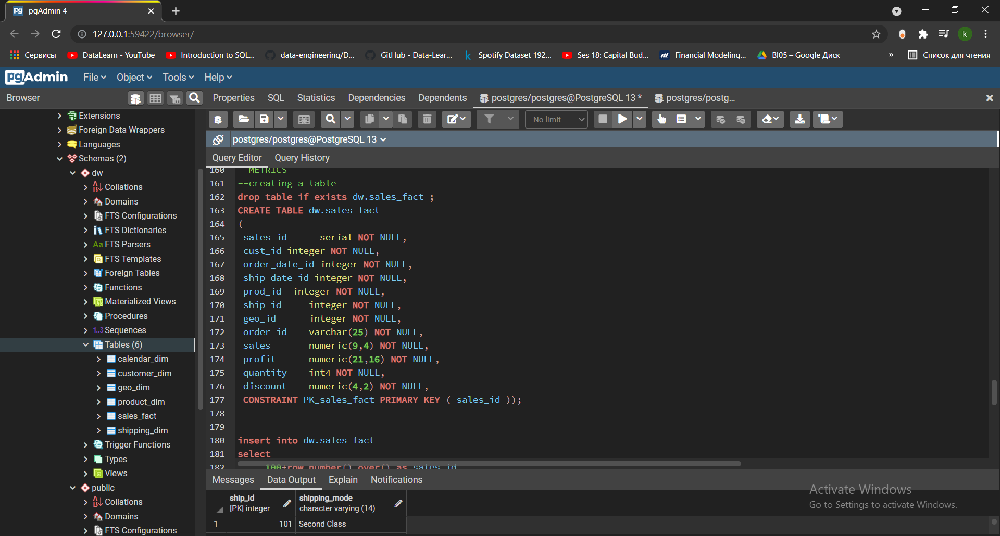 pgAdmin 4
127.0.0.1:59422/browser/
k
Сервисы
DataLearn - YouTube
Introduction to SQL...
data-engineering/D...
GitHub - Data-Lear...
Spotify Dataset 192...
Ses 18: Capital Bud...
Financial Modeling...
BI05 – Google Диск
»
Список для чтения
pgAdmin
File
Object
Tools
Help
Browser
Properties
SQL
Statistics
Dependencies
Dependents
postgres/postgres@PostgreSQL 13 *
postgres/postg...
No limit
postgres/postgres@PostgreSQL 13
Query Editor
Query History
Extensions
Foreign Data Wrappers
Languages
Schemas (2)
dw
Collations
Domains
FTS Configurations
FTS Dictionaries
FTS Parsers
FTS Templates
Foreign Tables
Functions
Materialized Views
Procedures
Sequences
Tables (6)
calendar_dim
customer_dim
geo_dim
product_dim
sales_fact
shipping_dim
Trigger Functions
Types
Views
public
Collations
Domains
FTS Configurations
160 --METRICS
161 --creating a table
162 drop table if exists dw.sales_fact ;
163 CREATE TABLE dw.sales_fact
164 (
165 sales_id serial NOT NULL,
166 cust_id integer NOT NULL,
167 order_date_id integer NOT NULL,
168 ship_date_id integer NOT NULL,
169 prod_id integer NOT NULL,
170 ship_id integer NOT NULL,
171 geo_id integer NOT NULL,
172 order_id varchar(25) NOT NULL,
173 sales numeric(9,4) NOT NULL,
174 profit numeric(21,16) NOT NULL,
175 quantity int4 NOT NULL,
176 discount numeric(4,2) NOT NULL,
177 CONSTRAINT PK_sales_fact PRIMARY KEY ( sales_id ));
178
179
180 insert into dw.sales_fact
181 select
182 100+row_number() over() as sales_id
Messages
Data Output
Explain
Notifications
ship_id
[PK] integer
shipping_mode
character varying (14)
1 101 Second Class
Activate Windows
Go to Settings to activate Windows.